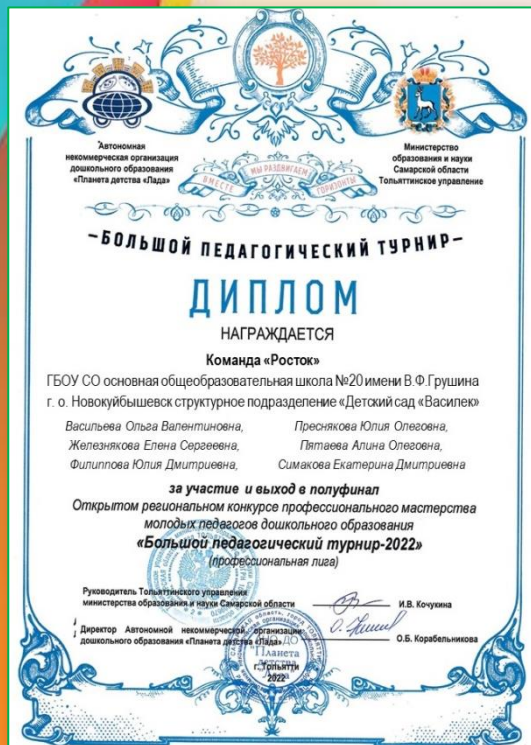 Автономная
некоммерческая организация
дошкольного образования
«Планета детства «Лада»
Министерство
образования и науки
Самарской области
Тольяттинское управление
ВМЕСТЕ МЫ РАЗДВИГАЕМ ГОРИЗОНТЫ
–БОЛЬШОЙ ПЕДАГОГИЧЕСКИЙ ТУРНИР–
ДИПЛОМ
НАГРАЖДАЕТСЯ
Команда «Росток»
ГБОУ СО основная общеобразовательная школа №20 имени В.Ф.Грушина
г. о. Новокуйбышевск структурное подразделение «Детский сад «Василек»
Васильева Ольга Валентиновна, Преснякова Юлия Олеговна,
Железнякова Елена Сергеевна, Пятаева Алина Олеговна,
Филиппова Юлия Дмитриевна, Симакова Екатерина Дмитриевна
за участие и выход в полуфинал
Открытом региональном конкурсе профессионального мастерства
молодых педагогов дошкольного образования
«Большой педагогический турнир-2022»
(профессиональная лига)
Руководитель Тольяттинского управления
министерства образования и науки Самарской области И.В. Кочукина
Директор Автономной некоммерческой организации
дошкольного образования «Планета детства «Лада» О.Б. Корабельникова
"Планета
детства
г. Тольятти
2022